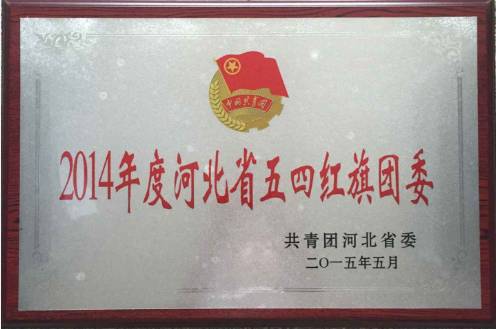 中国共青团
2014年度河北省五四红旗团委
共青团河北省委
二〇一五年五月